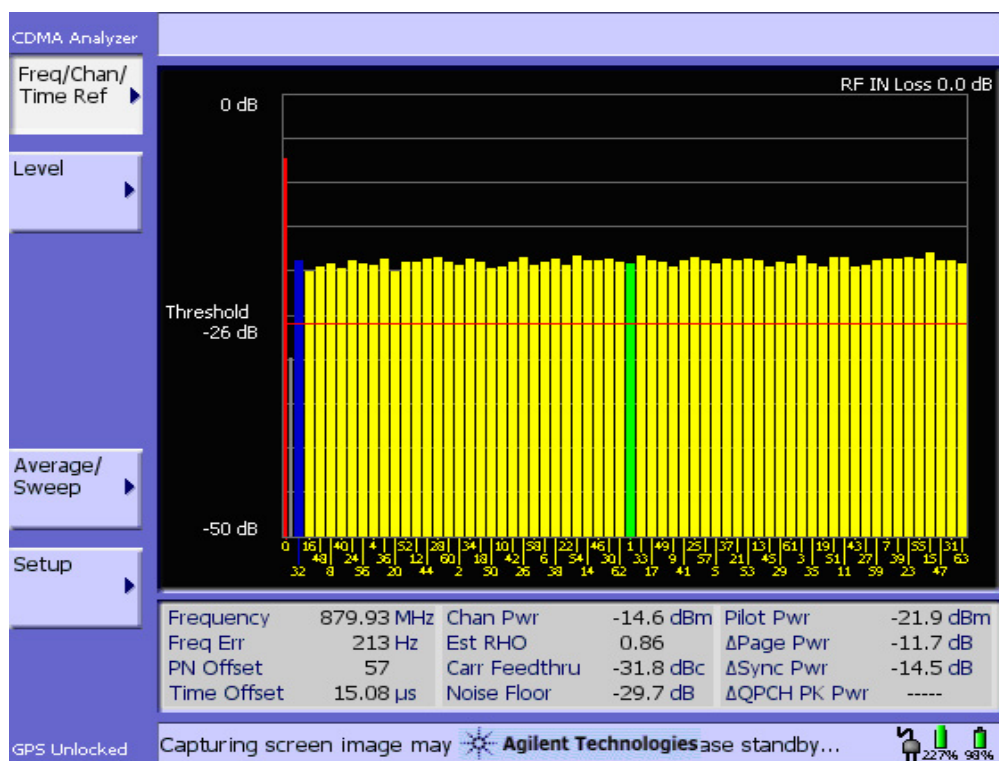 CDMA Analyzer
Freq/Chan/
Time Ref
Level
Average/
Sweep
Setup
GPS Unlocked
RF IN Loss 0.0 dB
0 dB
Threshold
-26 dB
-50 dB
0 16 40 4 52 28 34 10 58 22 46 1 49 25 37 13 61 19 43 7 55 31
48 24 36 12 60 18 42 6 54 30 33 9 57 21 45 3 51 27 39 15 63
32 8 56 20 44 2 50 26 38 14 62 17 41 5 53 29 35 11 59 23 47
Frequency 879.93 MHz Chan Pwr -14.6 dBm Pilot Pwr -21.9 dBm
Freq Err 213 Hz Est RHO 0.86 ΔPage Pwr -11.7 dB
PN Offset 57 Carr Feedthru -31.8 dBc ΔSync Pwr -14.5 dB
Time Offset 15.08 µs Noise Floor -29.7 dB ΔQPCH PK Pwr -----
Capturing screen image may Agilent Technologies ase standby...
227% 98%